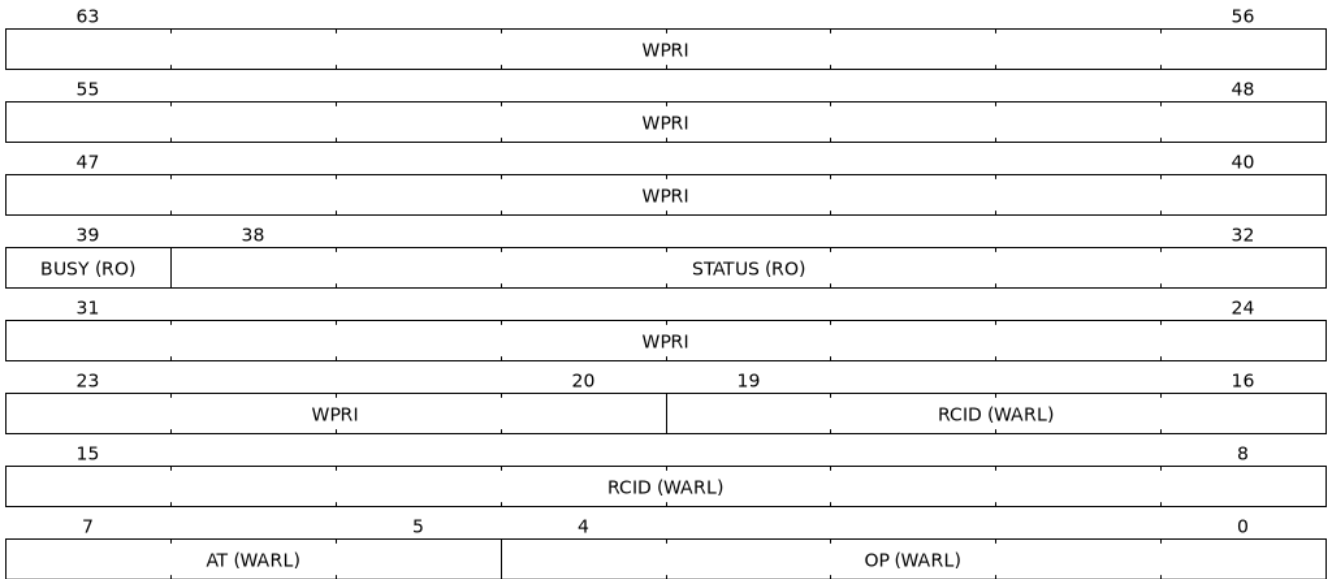 63 56
WPRI
55 48
WPRI
47 40
WPRI
39 38 32
BUSY (RO) STATUS (RO)
31 24
WPRI
23 20 19 16
WPRI RCID (WARL)
15 8
RCID (WARL)
7 5 4 0
AT (WARL) OP (WARL)